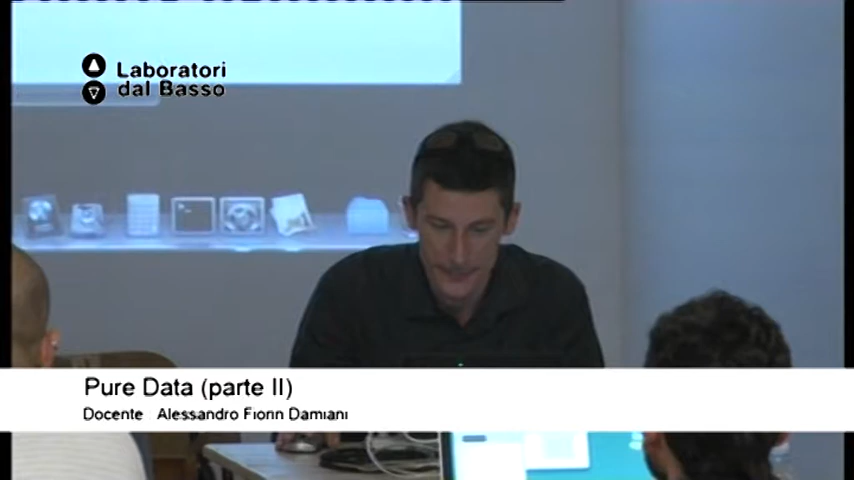 Laboratori
dal Basso
Pure Data (parte II)
Docente Alessandro Fiorin Damiani